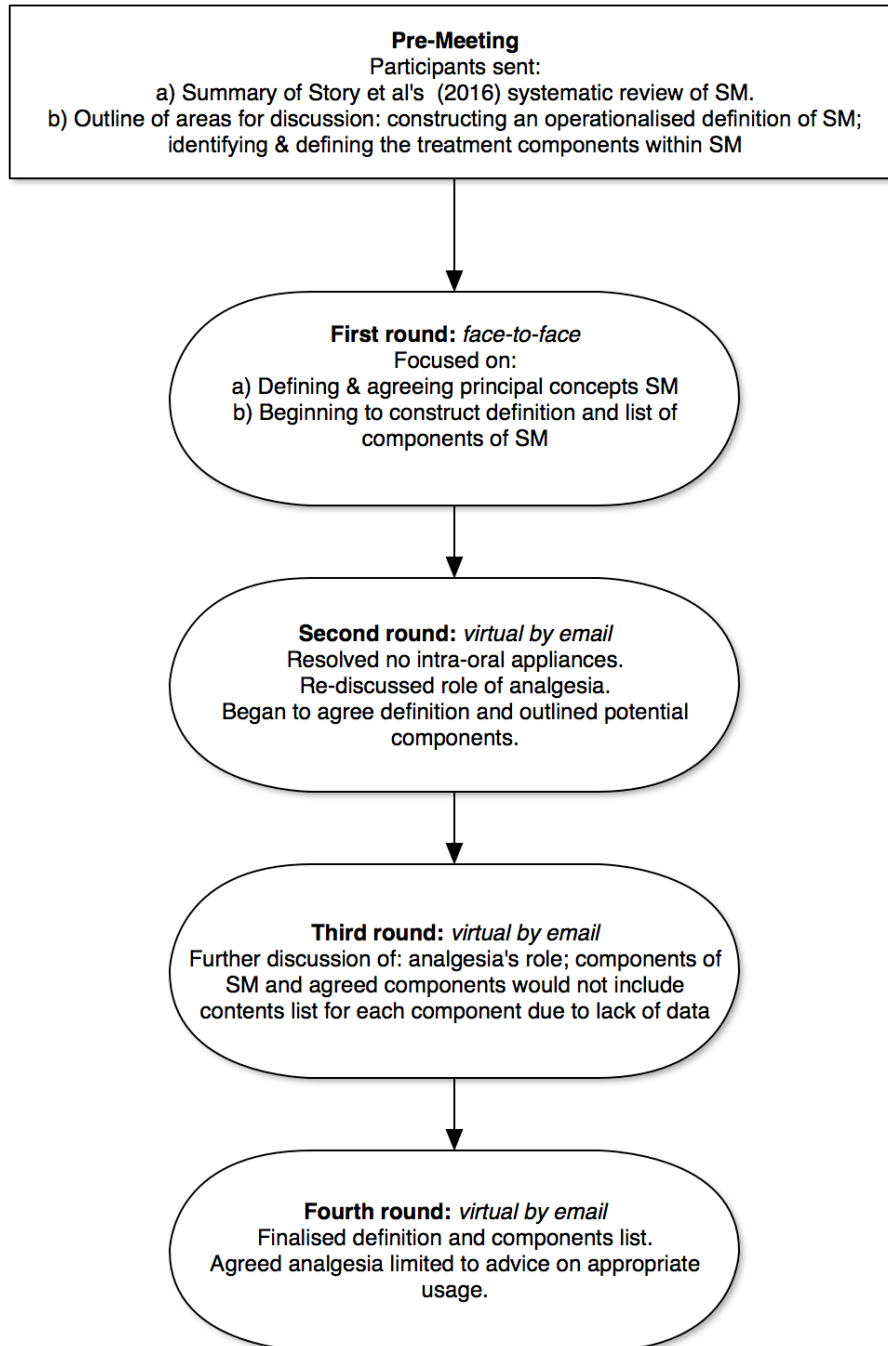 Pre-Meeting
Participants sent:
a) Summary of Story et al's (2016) systematic review of SM.
b) Outline of areas for discussion: constructing an operationalised definition of SM;
identifying & defining the treatment components within SM
First round: face-to-face
Focused on:
a) Defining & agreeing principal concepts SM
b) Beginning to construct definition and list of
components of SM
Second round: virtual by email
Resolved no intra-oral appliances.
Re-discussed role of analgesia.
Began to agree definition and outlined potential
components.
Third round: virtual by email
Further discussion of: analgesia's role; components of
SM and agreed components would not include
contents list for each component due to lack of data
Fourth round: virtual by email
Finalised definition and components list.
Agreed analgesia limited to advice on appropriate
usage.